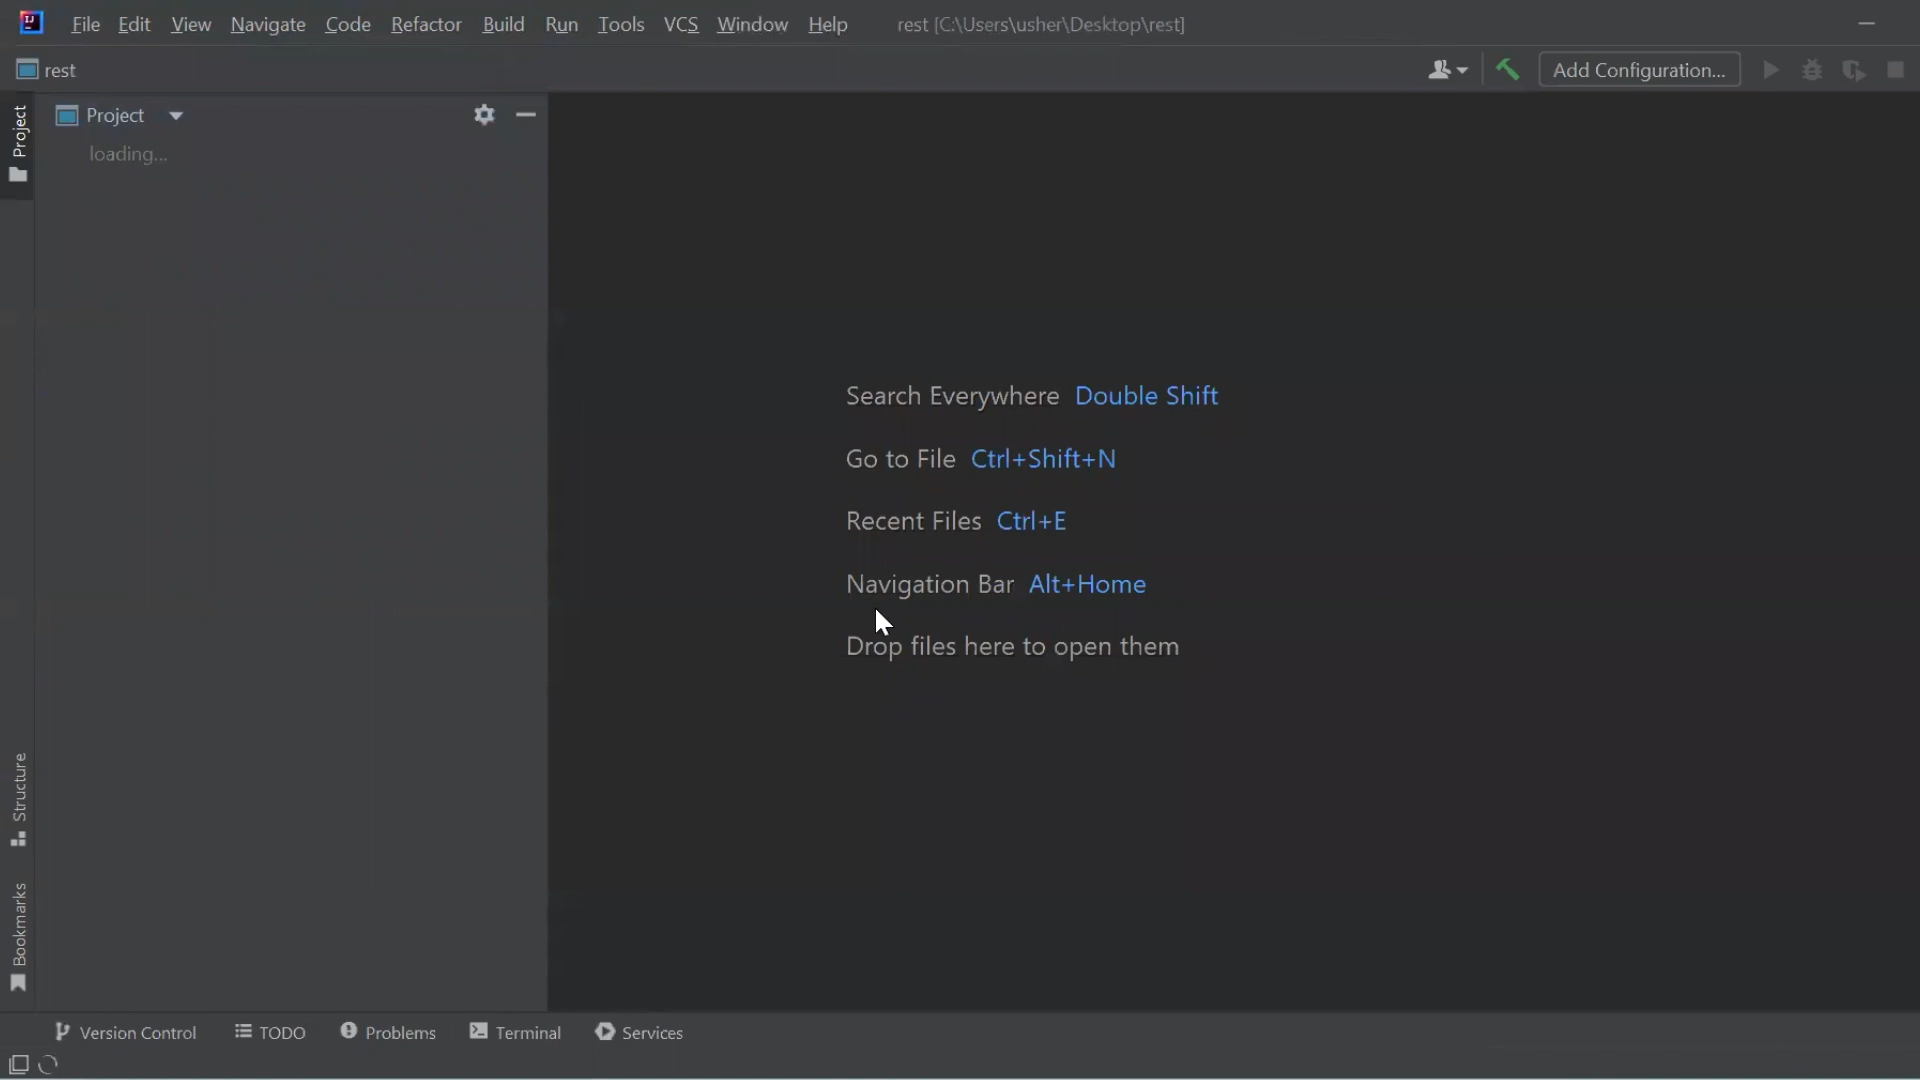 File Edit View Navigate Code Refactor Build Run Tools VCS Window Help rest [C:\Users\usher\Desktop\rest]
rest Add Configuration...
Project
Project
loading...
Search Everywhere Double Shift
Go to File Ctrl+Shift+N
Recent Files Ctrl+E
Navigation Bar Alt+Home
Drop files here to open them
Structure
Bookmarks
Version Control TODO Problems Terminal Services